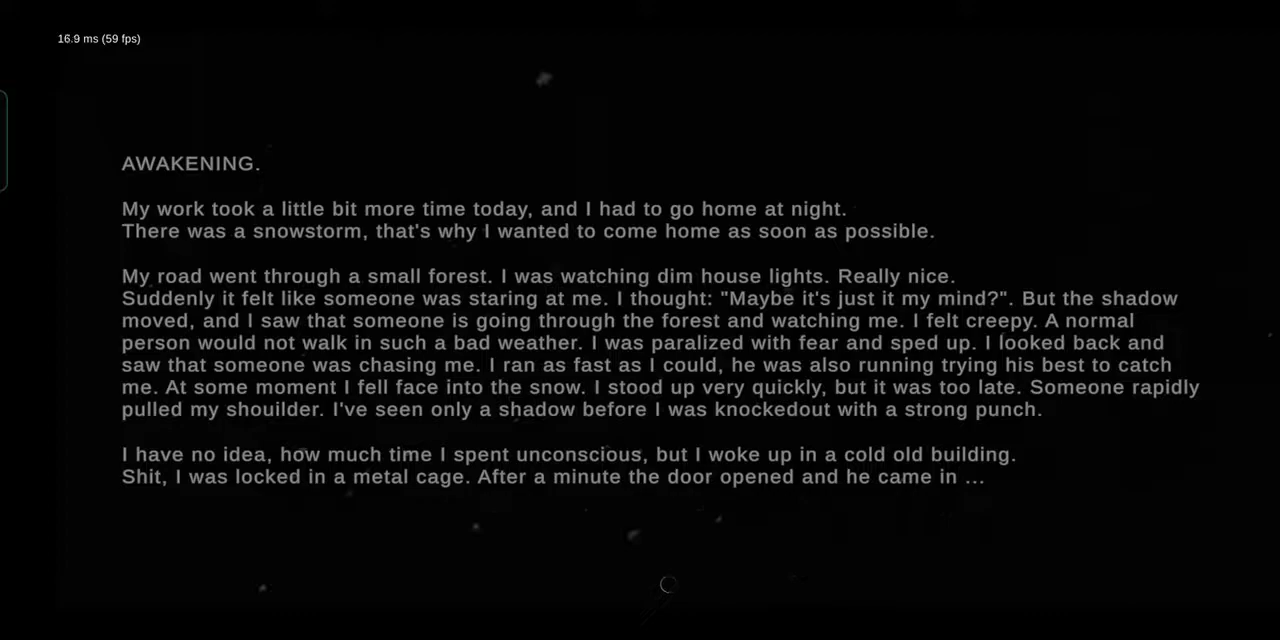 16.9 ms (59 fps)
AWAKENING.
My work took a little bit more time today, and I had to go home at night.
There was a snowstorm, that's why I wanted to come home as soon as possible.
My road went through a small forest. I was watching dim house lights. Really nice.
Suddenly it felt like someone was staring at me. I thought: "Maybe it's just it my mind?". But the shadow
moved, and I saw that someone is going through the forest and watching me. I felt creepy. A normal
person would not walk in such a bad weather. I was paralized with fear and sped up. I looked back and
saw that someone was chasing me. I ran as fast as I could, he was also running trying his best to catch
me. At some moment I fell face into the snow. I stood up very quickly, but it was too late. Someone rapidly
pulled my shouilder. I've seen only a shadow before I was knockedout with a strong punch.
I have no idea, how much time I spent unconscious, but I woke up in a cold old building.
Shit, I was locked in a metal cage. After a minute the door opened and he came in ...